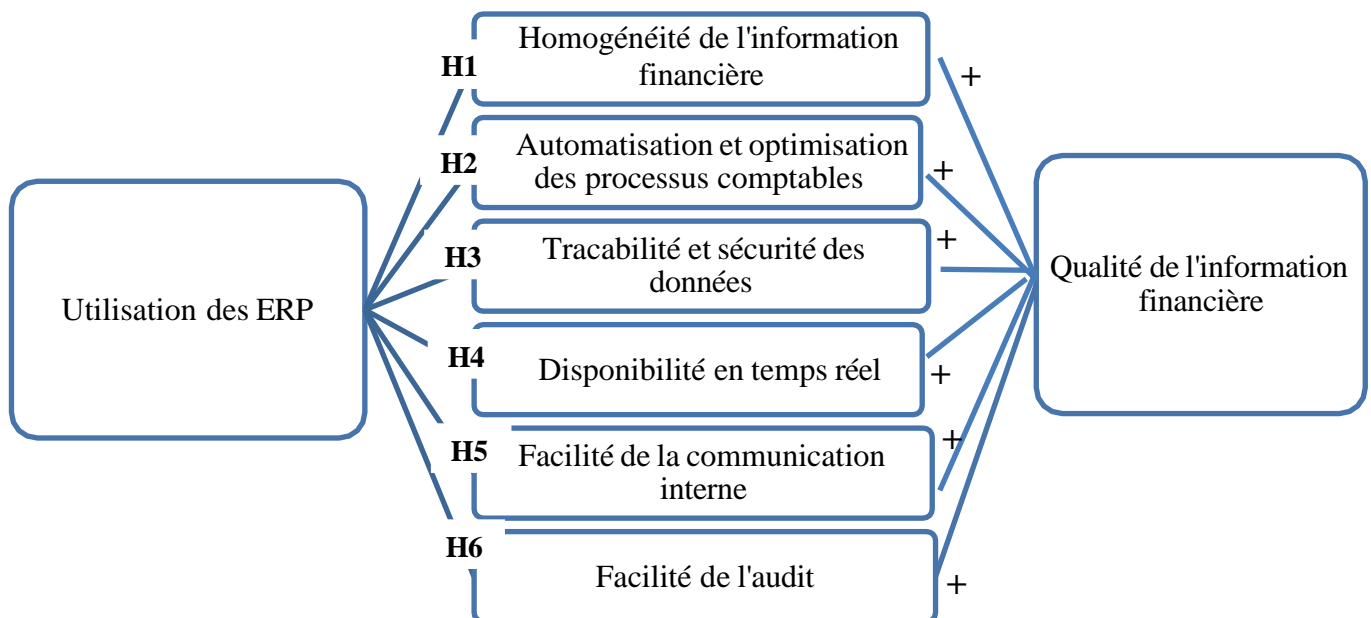 Utilisation des ERP
H1
Homogénéité de l'information
financière
+
H2
Automatisation et optimisation
des processus comptables
+
H3
Tracabilité et sécurité des
données
+
H4
Disponibilité en temps réel
+
H5
Facilité de la communication
interne
+
H6
Facilité de l'audit
+
Qualité de l'information
financière